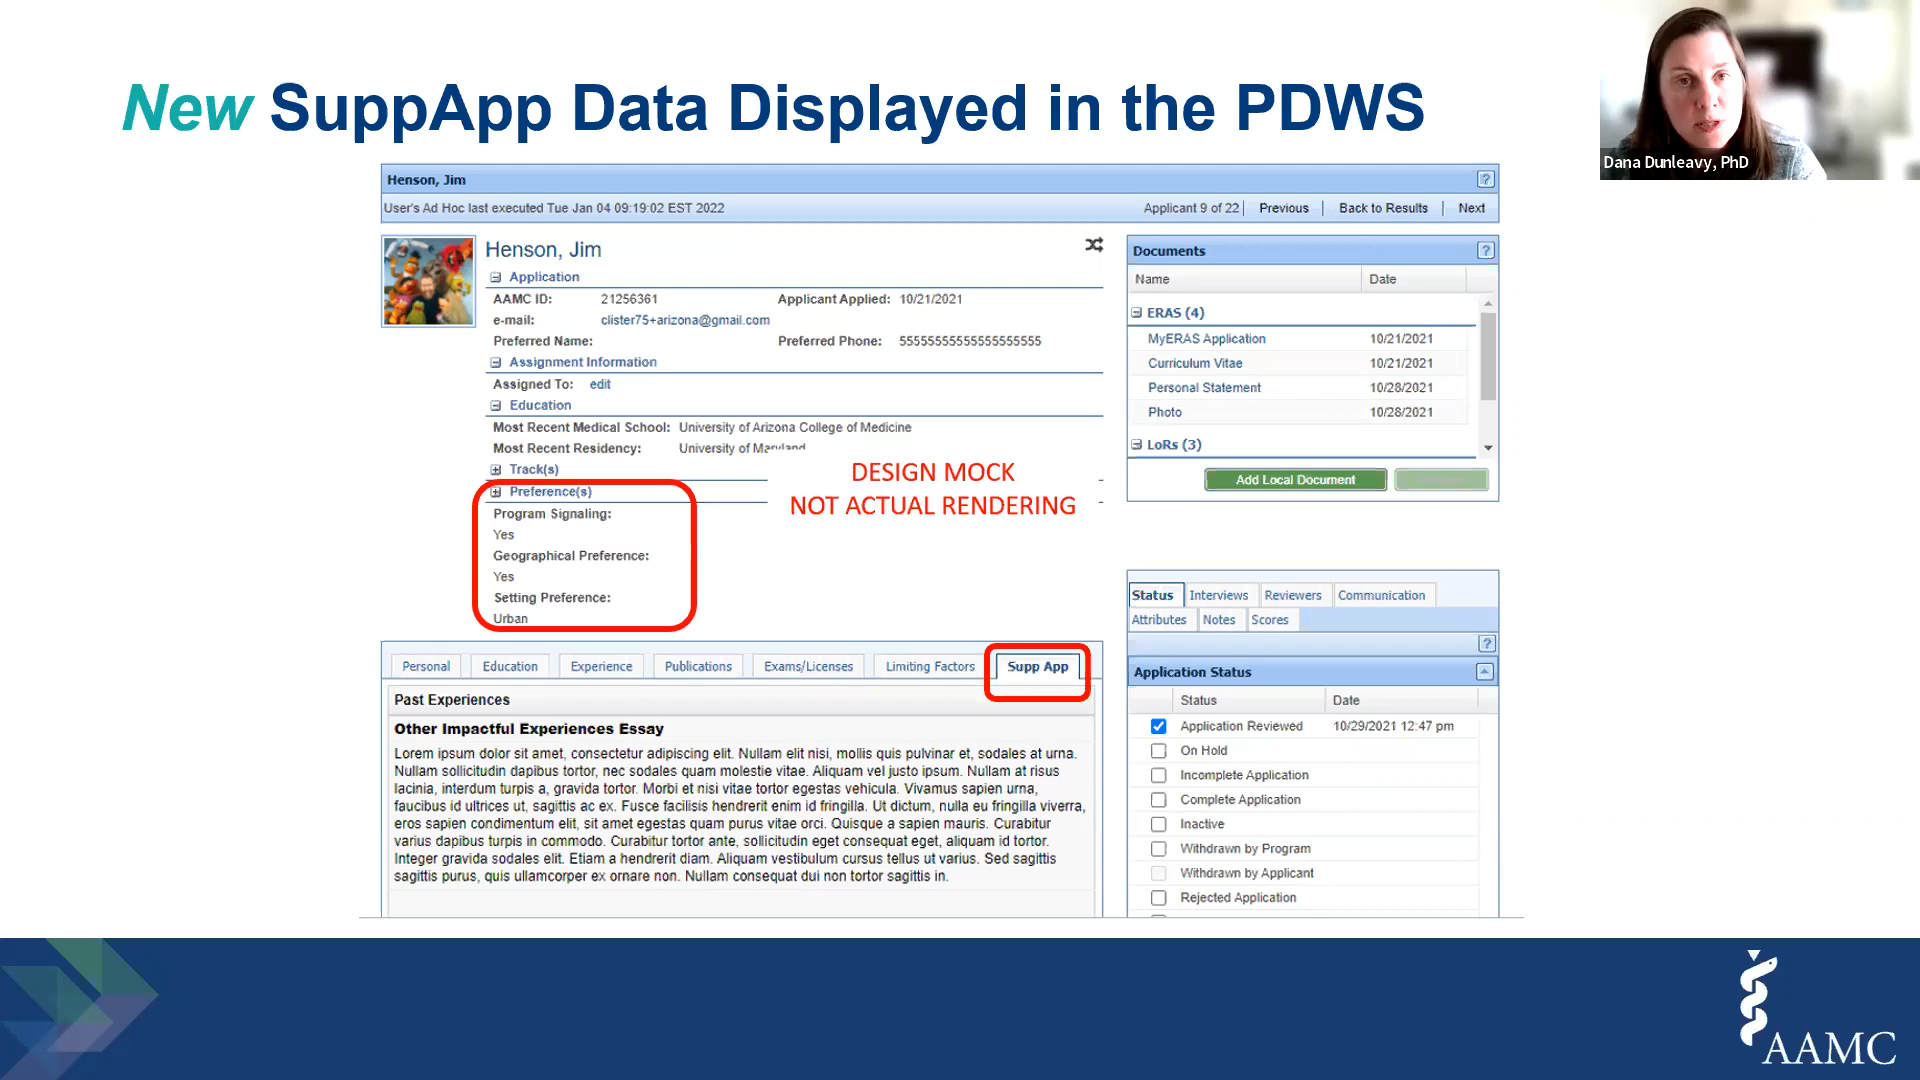 New SuppApp Data Displayed in the PDWS
Dana Dunleavy, PhD
Henson, Jim
User's Ad Hoc last executed Tue Jan 04 09:19:02 EST 2022
Applicant 9 of 22 | Previous | Back to Results | Next
Henson, Jim
Application
AAMC ID: 21256361 Applicant Applied: 10/21/2021
e-mail: clister75+arizona@gmail.com
Preferred Name: Preferred Phone: 55555555555555555555
Assignment Information
Assigned To: edit
Education
Most Recent Medical School: University of Arizona College of Medicine
Most Recent Residency: University of Maryland
Track(s)
Preference(s)
Program Signaling:
Yes
Geographical Preference:
Yes
Setting Preference:
Urban
DESIGN MOCK
NOT ACTUAL RENDERING
Documents
Name Date
ERAS (4)
MyERAS Application 10/21/2021
Curriculum Vitae 10/21/2021
Personal Statement 10/28/2021
Photo 10/28/2021
LoRs (3)
Add Local Document
Personal Education Experience Publications Exams/Licenses Limiting Factors Supp App
Past Experiences
Other Impactful Experiences Essay
Lorem ipsum dolor sit amet, consectetur adipiscing elit. Nullam elit nisi, mollis quis pulvinar et, sodales at urna.
Nullam sollicitudin dapibus tortor, nec sodales quam molestie vitae. Aliquam vel justo ipsum. Nullam at risus
lacinia, interdum turpis a, gravida tortor. Morbi et nisi vitae tortor egestas vehicula. Vivamus sapien urna,
faucibus id ultrices ut, sagittis ac ex. Fusce facilisis hendrerit enim id fringilla. Ut dictum, nulla eu fringilla viverra,
eros sapien condimentum elit, sit amet egestas quam purus vitae orci. Quisque a sapien mauris. Curabitur
varius dapibus turpis in commodo. Curabitur tortor ante, sollicitudin eget consequat eget, aliquam id tortor.
Integer gravida sodales elit. Etiam a hendrerit diam. Aliquam vestibulum cursus tellus ut varius. Sed sagittis
sagittis purus, quis ullamcorper ex ornare non. Nullam consequat dui non tortor sagittis in.
Status Interviews Reviewers Communication
Attributes Notes Scores
Application Status
Status Date
Application Reviewed 10/29/2021 12:47 pm
On Hold
Incomplete Application
Complete Application
Inactive
Withdrawn by Program
Withdrawn by Applicant
Rejected Application
AAMC